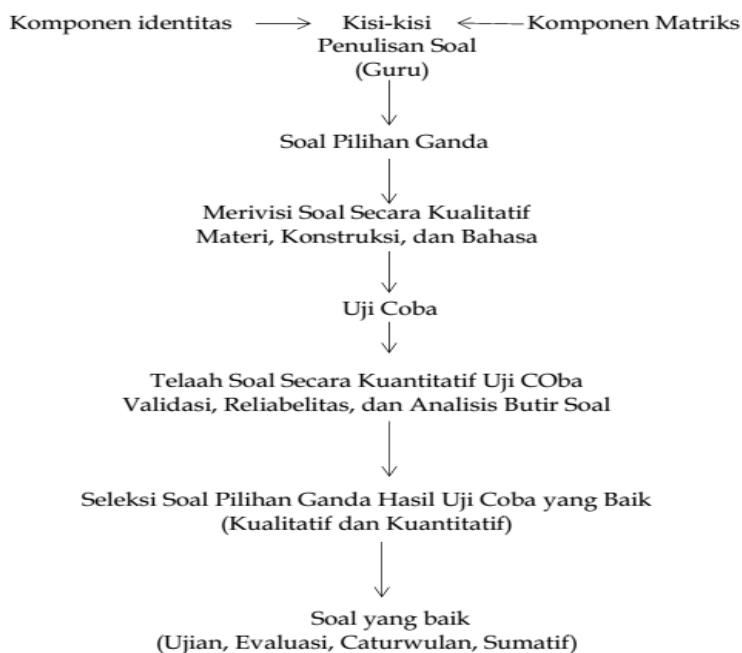 Komponen identitas Kisi-kisi Komponen Matriks
Penulisan Soal
(Guru)
Soal Pilihan Ganda
Merivisi Soal Secara Kualitatif
Materi, Konstruksi, dan Bahasa
Uji Coba
Telaah Soal Secara Kuantitatif Uji COba
Validasi, Reliabelitas, dan Analisis Butir Soal
Seleksi Soal Pilihan Ganda Hasil Uji Coba yang Baik
(Kualitatif dan Kuantitatif)
Soal yang baik
(Ujian, Evaluasi, Caturwulan, Sumatif)